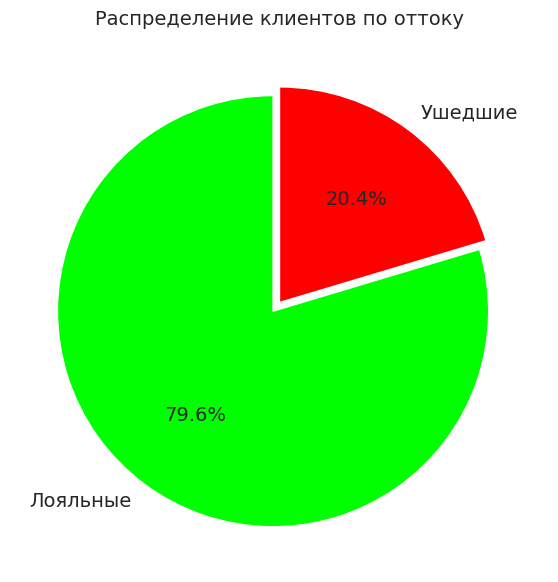 Распределение клиентов по оттоку
Ушедшие
20.4%
79.6%
Лояльные